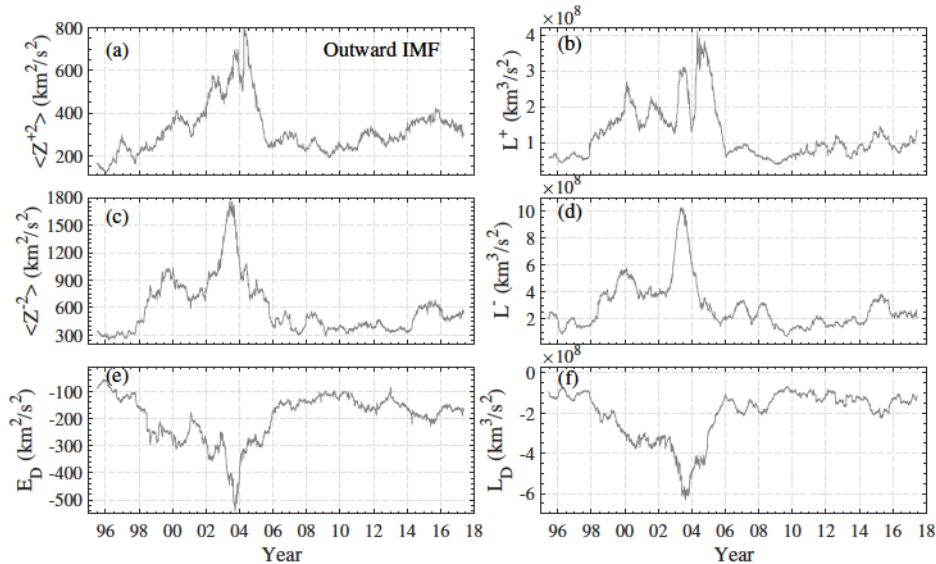 (a)
Outward IMF
<Z+2> (km2/s2)
800
600
400
200
×10^8
(b)
L+ (km3/s2)
4
3
2
1
(c)
<Z-2> (km2/s2)
1800
1500
1200
900
600
300
×10^8
(d)
L- (km3/s2)
10
8
6
4
2
(e)
E_D (km2/s2)
-100
-200
-300
-400
-500
96 98 00 02 04 06 08 10 12 14 16 18
Year
×10^8
(f)
L_D (km3/s2)
0
-2
-4
-6
96 98 00 02 04 06 08 10 12 14 16 18
Year